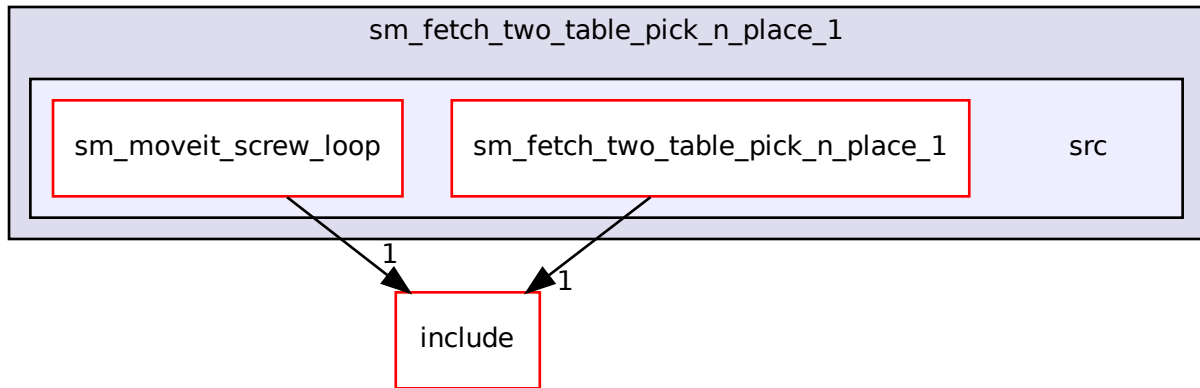 sm_fetch_two_table_pick_n_place_1
sm_moveit_screw_loop
sm_fetch_two_table_pick_n_place_1
src
1
1
include